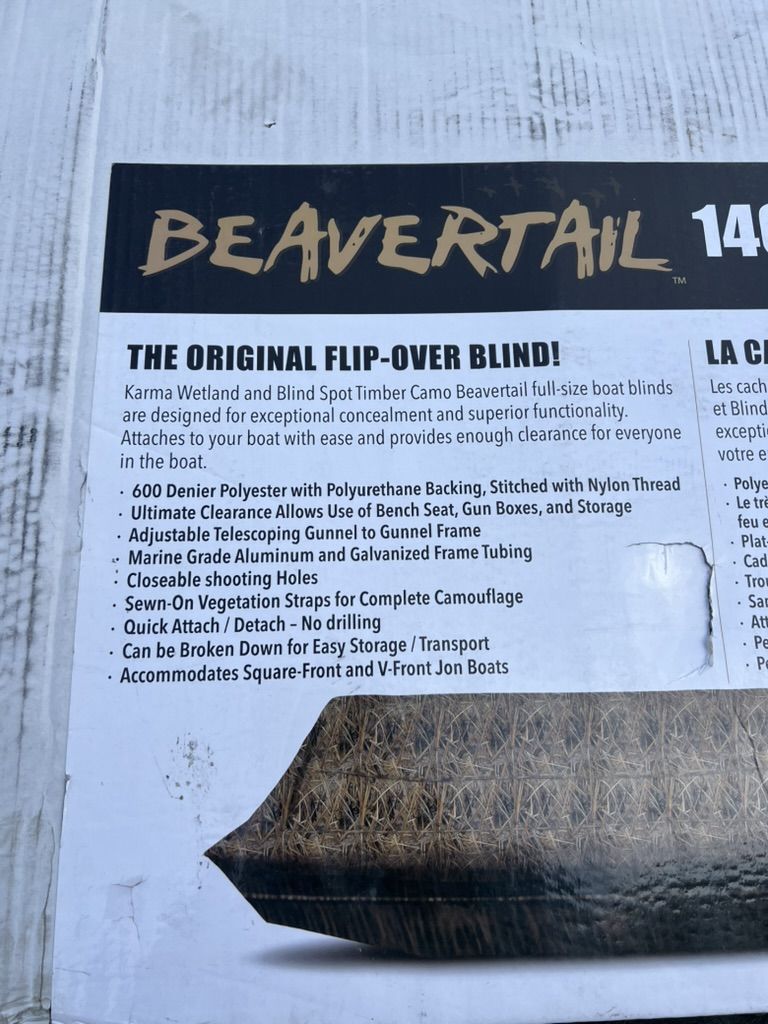 BEAVERTAIL™
THE ORIGINAL FLIP-OVER BLIND!
Karma Wetland and Blind Spot Timber Camo Beavertail full-size boat blinds
are designed for exceptional concealment and superior functionality.
Attaches to your boat with ease and provides enough clearance for everyone
in the boat.
· 600 Denier Polyester with Polyurethane Backing, Stitched with Nylon Thread
· Ultimate Clearance Allows Use of Bench Seat, Gun Boxes, and Storage
· Adjustable Telescoping Gunnel to Gunnel Frame
· Marine Grade Aluminum and Galvanized Frame Tubing
· Closeable shooting Holes
· Sewn-On Vegetation Straps for Complete Camouflage
· Quick Attach / Detach – No drilling
· Can be Broken Down for Easy Storage / Transport
· Accommodates Square-Front and V-Front Jon Boats
LA
Les
et Blind
votre
· Le
feu